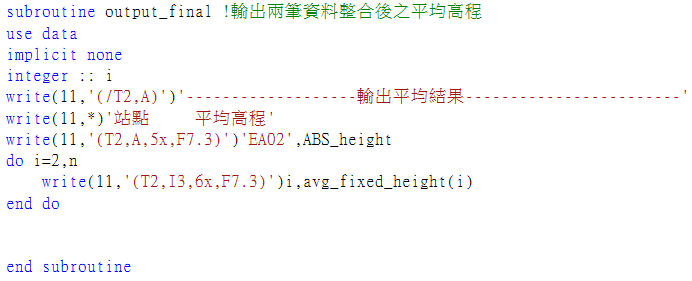 subroutine output_final !輸出兩筆資料整合後之平均高程
use data
implicit none
integer :: i
write(11,'(/T2,A)')'-------------------輸出平均結果------------------------'
write(11,*)'站點     平均高程'
write(11,'(T2,A,5x,F7.3)')'EA02',ABS_height
do i=2,n
    write(11,'(T2,I3,6x,F7.3)')i,avg_fixed_height(i)
end do
end subroutine